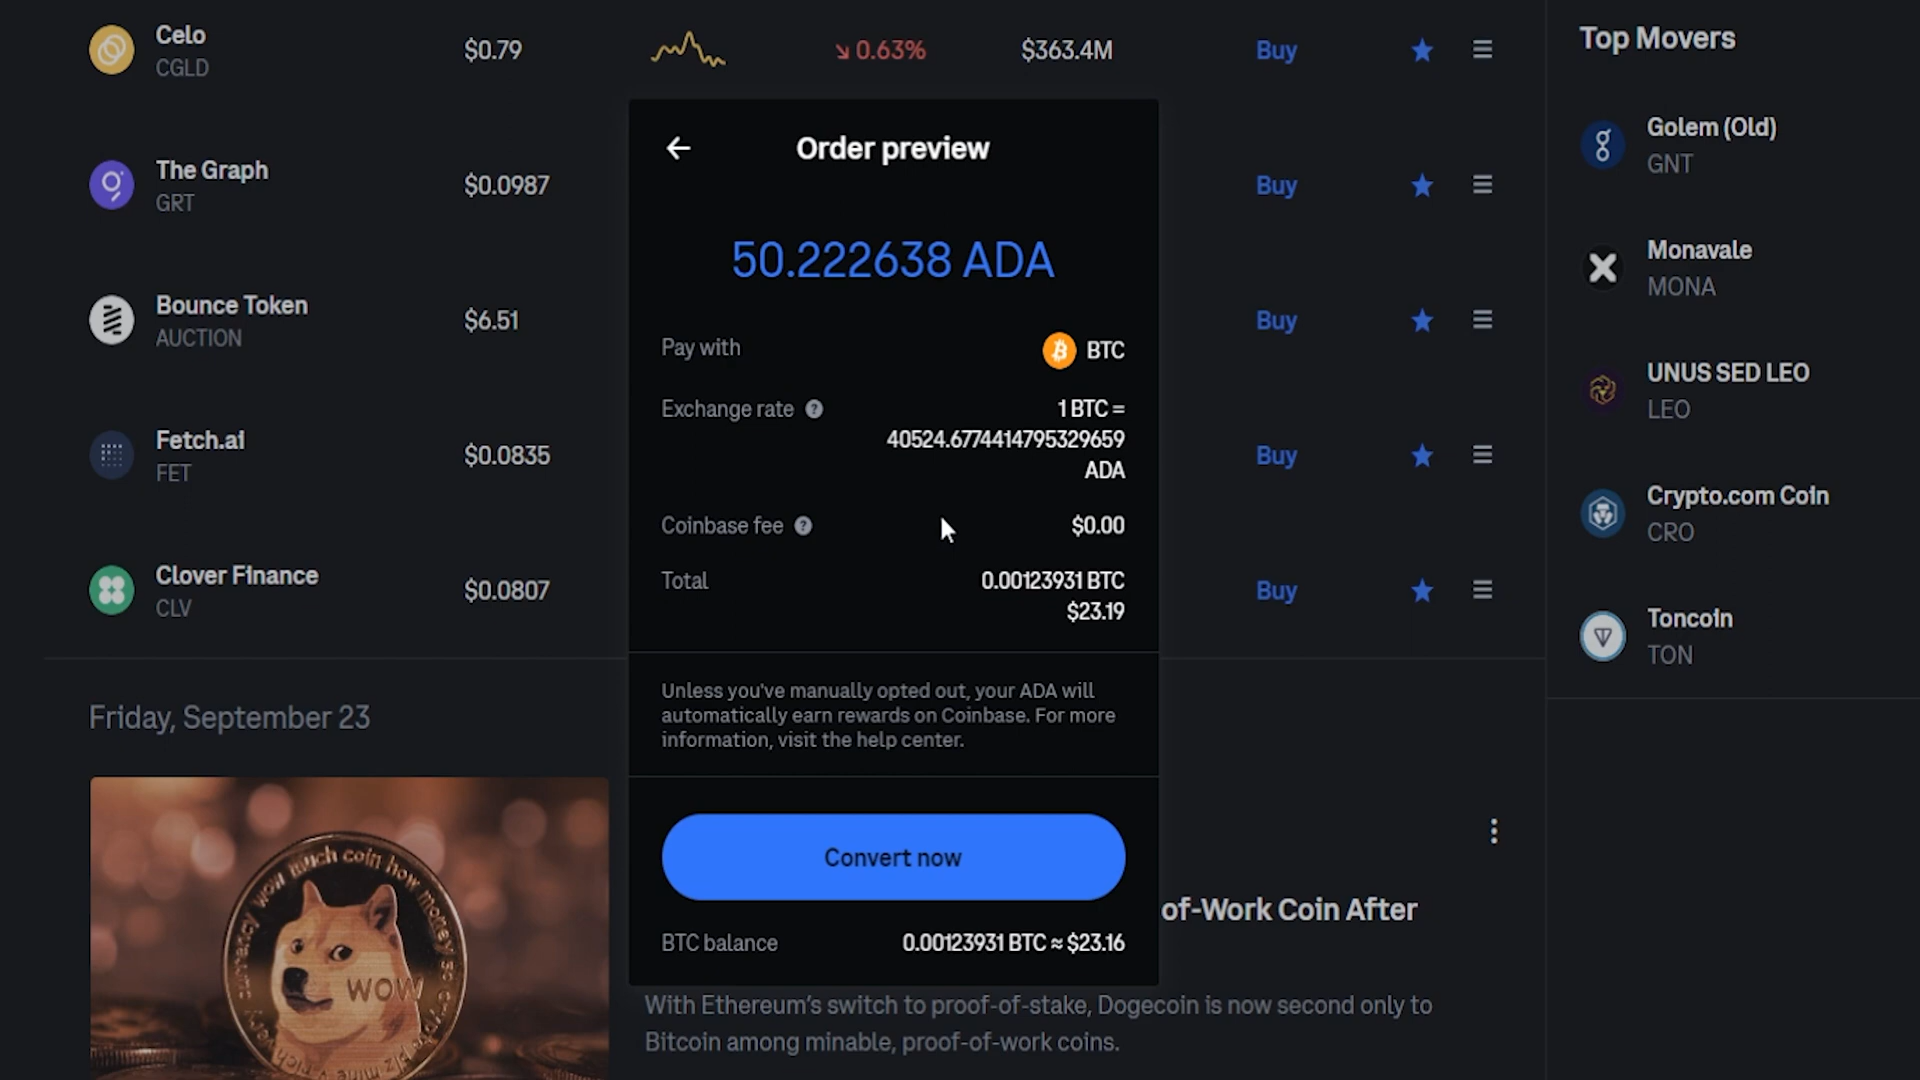 Celo
CGLD
$0.79
↘ 0.63%
$363.4M
Buy
The Graph
GRT
$0.0987
Buy
Bounce Token
AUCTION
$6.51
Buy
Fetch.ai
FET
$0.0835
Buy
Clover Finance
CLV
$0.0807
Buy
Order preview
50.222638 ADA
Pay with
BTC
Exchange rate ?
1 BTC =
40524.6774414795329659
ADA
Coinbase fee ?
$0.00
Total
0.00123931 BTC
$23.19
Unless you've manually opted out, your ADA will
automatically earn rewards on Coinbase. For more
information, visit the help center.
Convert now
BTC balance
0.00123931 BTC ≈ $23.16
Top Movers
Golem (Old)
GNT
Monavale
MONA
UNUS SED LEO
LEO
Crypto.com Coin
CRO
Toncoin
TON
Friday, September 23
much coin how money
wow
WOW
of-Work Coin After
With Ethereum's switch to proof-of-stake, Dogecoin is now second only to
Bitcoin among minable, proof-of-work coins.